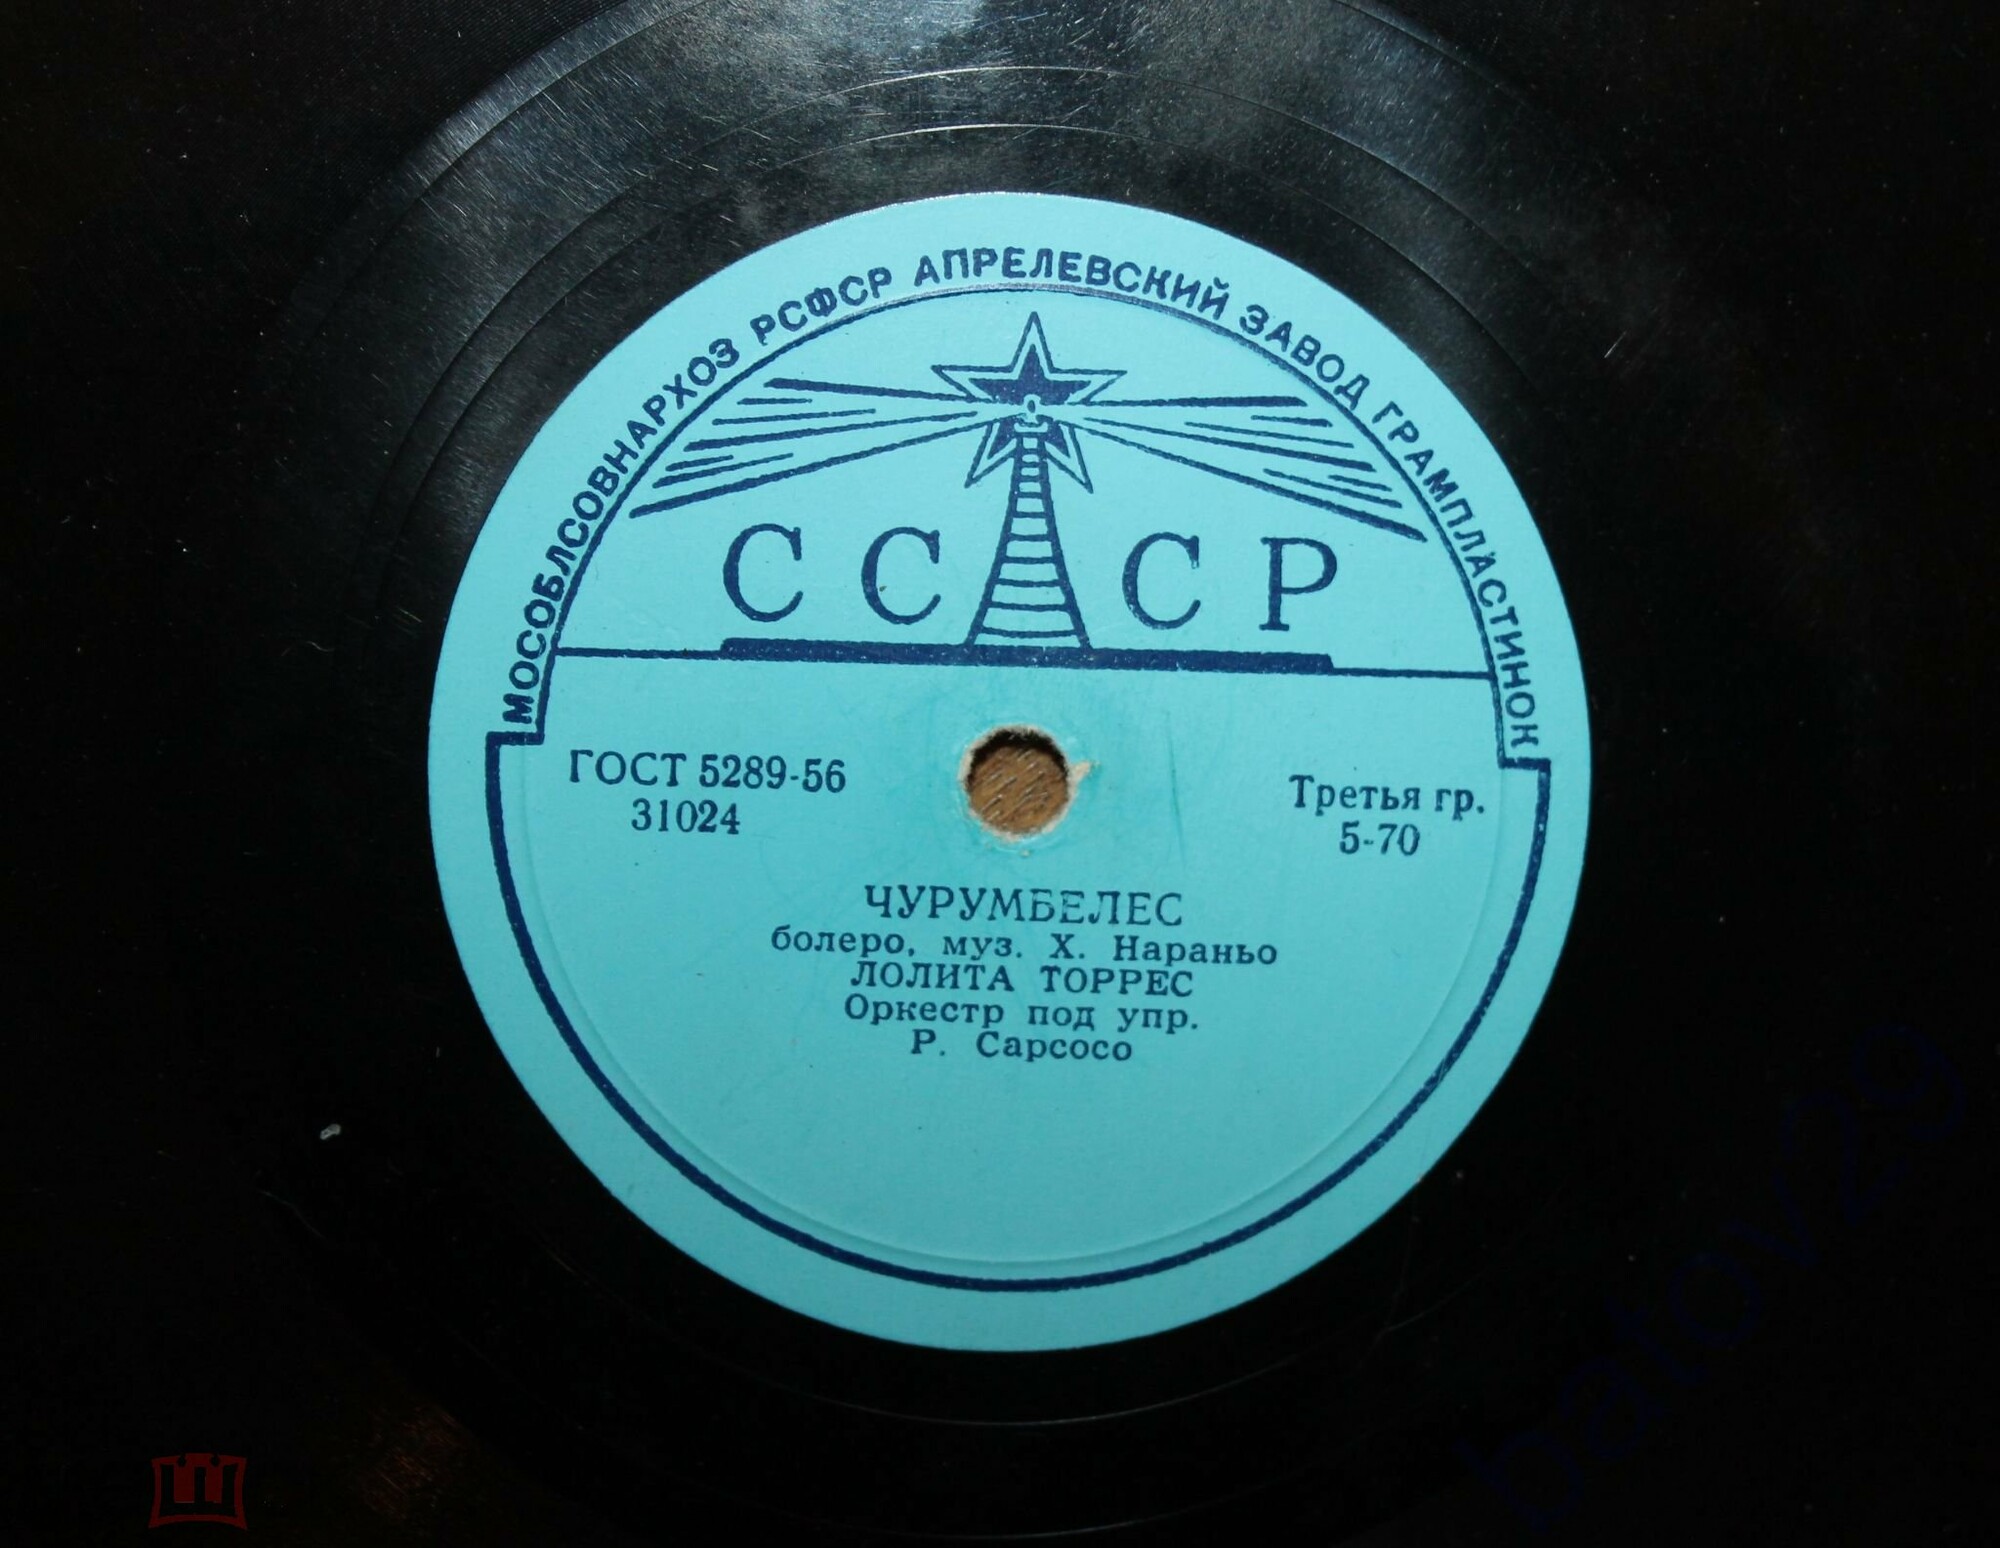 МОСОБЛСОВНАРХОЗ РСФСР АПРЕЛЕВСКИЙ ЗАВОД ГРАМПЛАСТИНОК
СССР
ГОСТ 5289-56
31024
Третья гр.
5-70
ЧУРУМБЕЛЕС
болеро, муз. Х. Нараньо
ЛОЛИТА ТОРРЕС
Оркестр под упр.
Р. Сарсосо
batov29